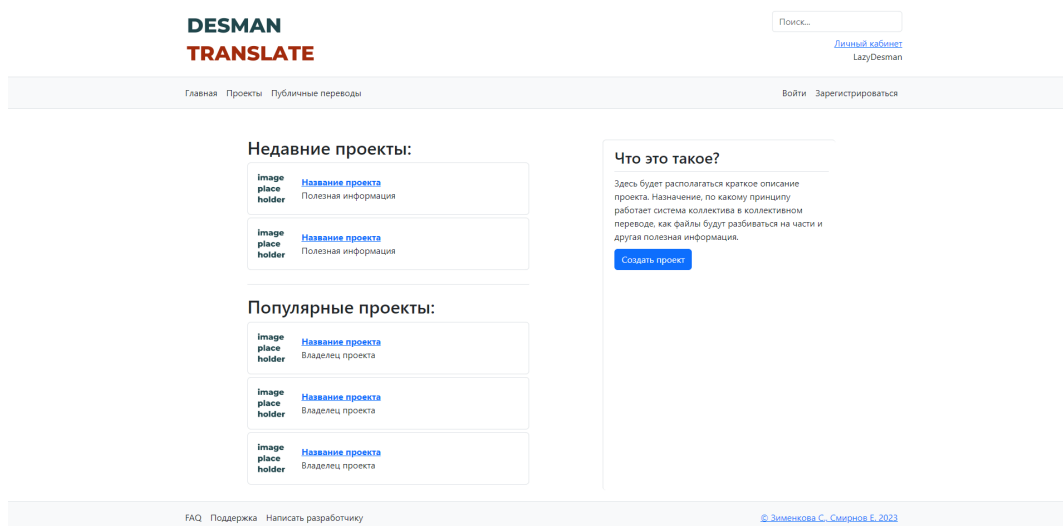 DESMAN
TRANSLATE
Поиск...
Личный кабинет
LazyDesman
Главная Проекты Публичные переводы
Войти Зарегистрироваться
Недавние проекты:
image
place
holder
Название проекта
Полезная информация
image
place
holder
Название проекта
Полезная информация
Популярные проекты:
image
place
holder
Название проекта
Владелец проекта
image
place
holder
Название проекта
Владелец проекта
image
place
holder
Название проекта
Владелец проекта
Что это такое?
Здесь будет располагаться краткое описание
проекта. Назначение, по какому принципу
работает система коллектива в коллективном
переводе, как файлы будут разбиваться на части и
другая полезная информация.
Создать проект
FAQ Поддержка Написать разработчику
© Зименкова С., Смирнов Е. 2023